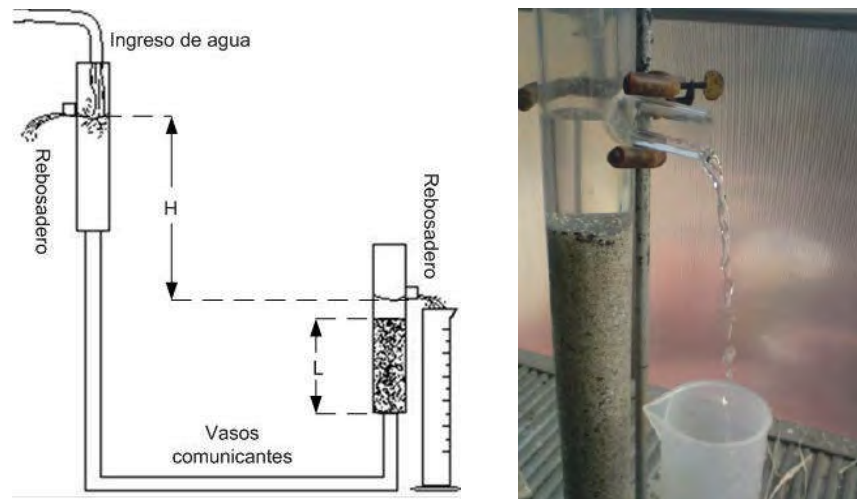 Ingreso de agua
Rebosadero
H
Rebosadero
L
Vasos
comunicantes